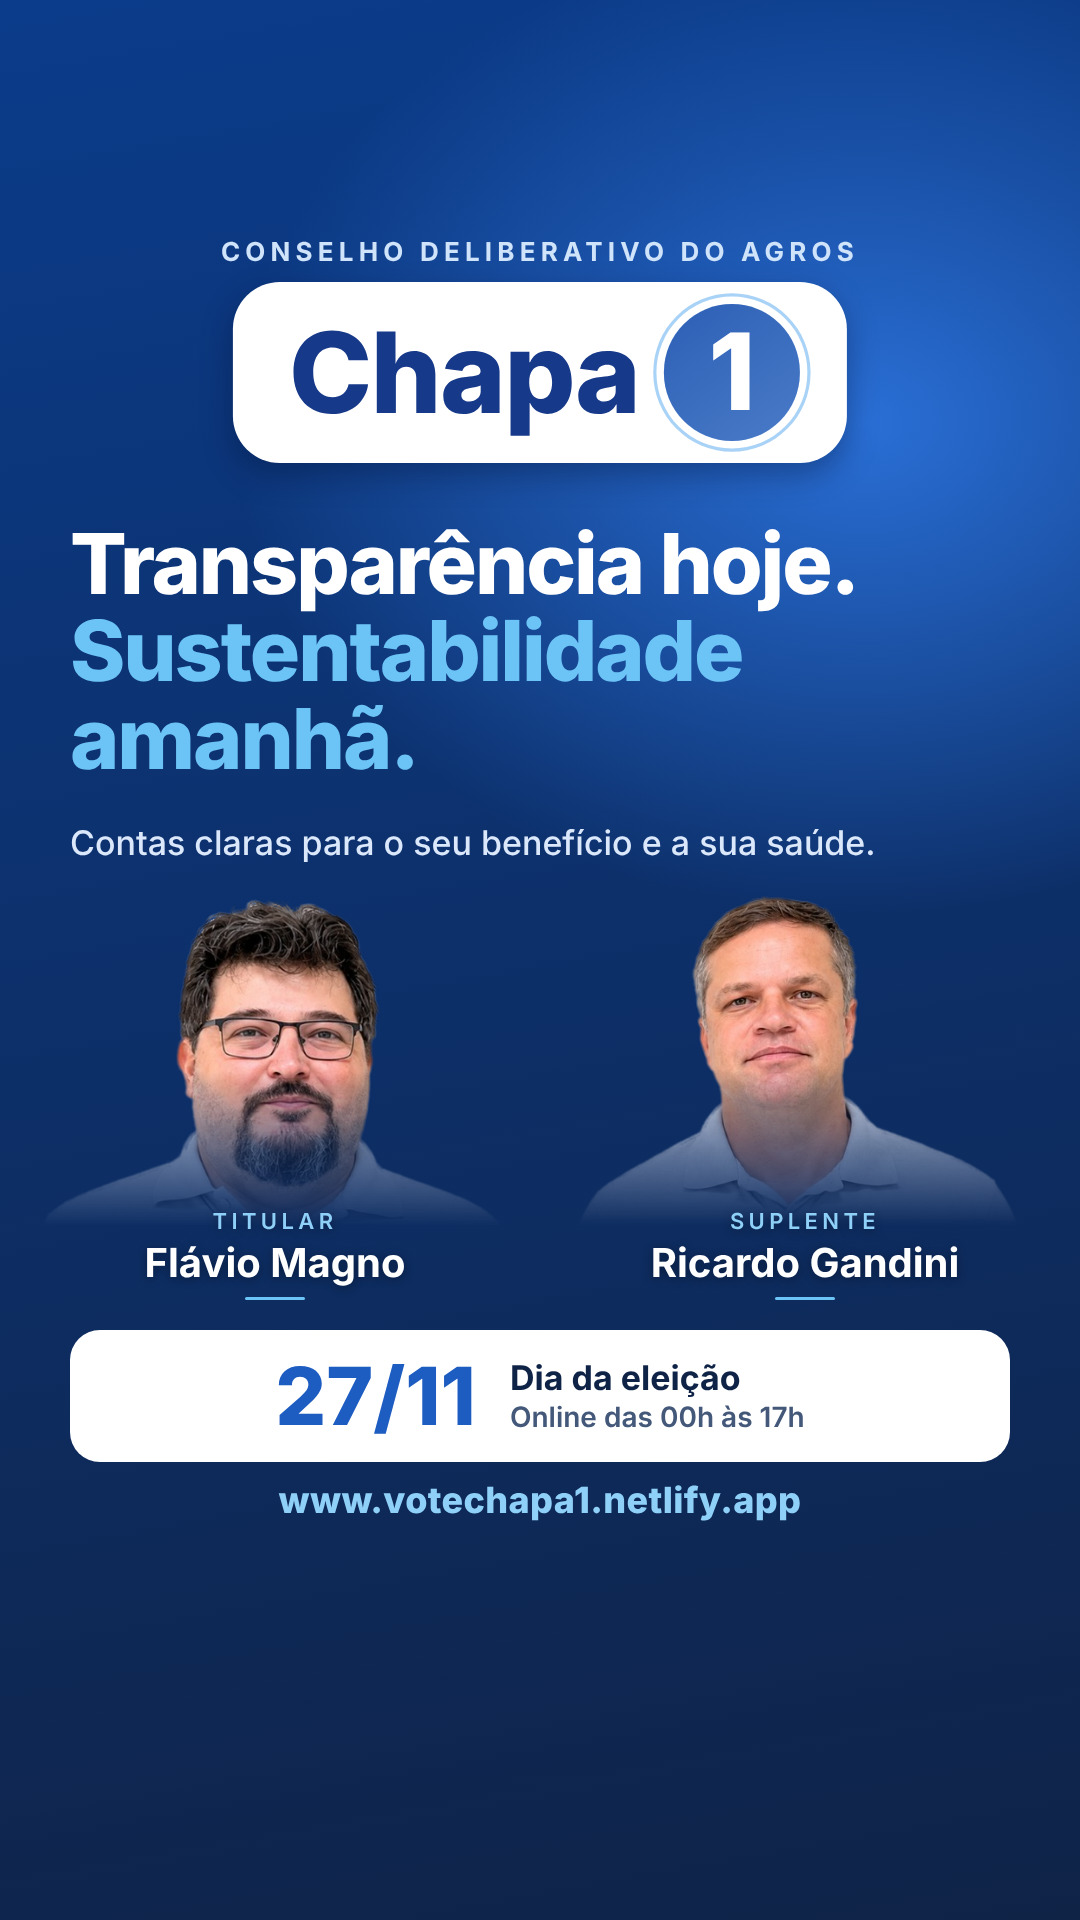 CONSELHO DELIBERATIVO DO AGROS
Chapa 1
Transparência hoje.
Sustentabilidade
amanhã.
Contas claras para o seu benefício e a sua saúde.
TITULAR
Flávio Magno
SUPLENTE
Ricardo Gandini
27/11
Dia da eleição
Online das 00h às 17h
www.votechapa1.netlify.app